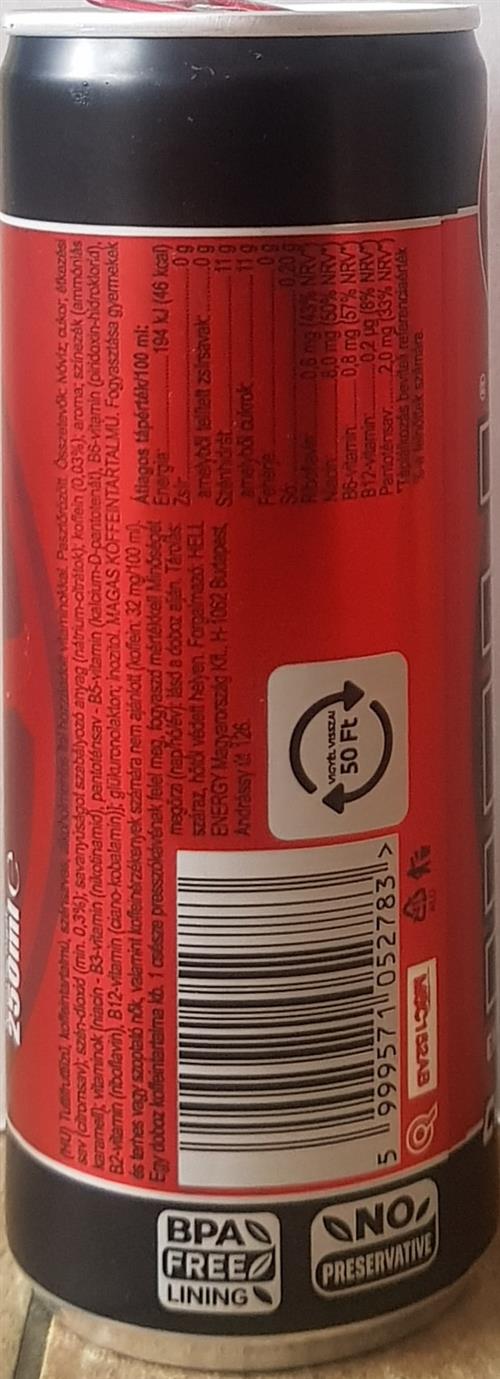 250ml e
(HU) Tuttifrutti ízű, koffeintartalmú, szénsavas, alkoholmentes ital hozzáadott vitaminokkal. Pasztőrözött. Összetevők: ivóvíz; cukor; étkezési
sav (citromsav); szén-dioxid (min. 0,3%); savanyúságot szabályozó anyag (nátrium-citrátok); koffein (0,03%); aroma; színezék (ammóniás
karamell); vitaminok (niacin - B3-vitamin (nikotinamid), pantoténsav - B5-vitamin (kalcium-D-pantotenát), B6-vitamin (piridoxin-hidroklorid),
B2-vitamin (riboflavin), B12-vitamin (ciano-kobalamin)); glükuronolakton; inozitol. MAGAS KOFFEINTARTALMÚ. Fogyasztása gyermekek
és terhes vagy szoptató nők, valamint koffeinérzékenyek számára nem ajánlott (koffein: 32 mg/100 ml).
Egy doboz koffeintartalma kb. 1 csésze presszókávénak felel meg, fogyaszd mértékkel! Minőségét
megőrzi (nap/hó/év): lásd a doboz alján. Tárolás:
száraz, hűtől védett helyen. Forgalmazó: HELL
ENERGY Magyarország Kft., H-1062 Budapest,
Andrássy út 126.
Átlagos tápérték/100 ml:
Energia: 194 kJ (46 kcal)
Zsír 0 g
amelyből telített zsírsavak: 0 g
Szénhidrát 11 g
amelyből cukrok 11 g
Fehérje 0 g
Só 0,20 g
Riboflavin 0,6 mg (43% NRV*)
Niacin 8,0 mg (50% NRV*)
B6-vitamin 0,8 mg (57% NRV*)
B12-vitamin 0,2 µg (8% NRV*)
Pantoténsav 2,0 mg (33% NRV*)
*Táplálkozási beviteli referenciaérték
felnőttek számára.
VIGYÉL VISSZA!
50 Ft
5 999571 052783 >
ALU
BPA
FREE
LINING
NO
PRESERVATIVE
®